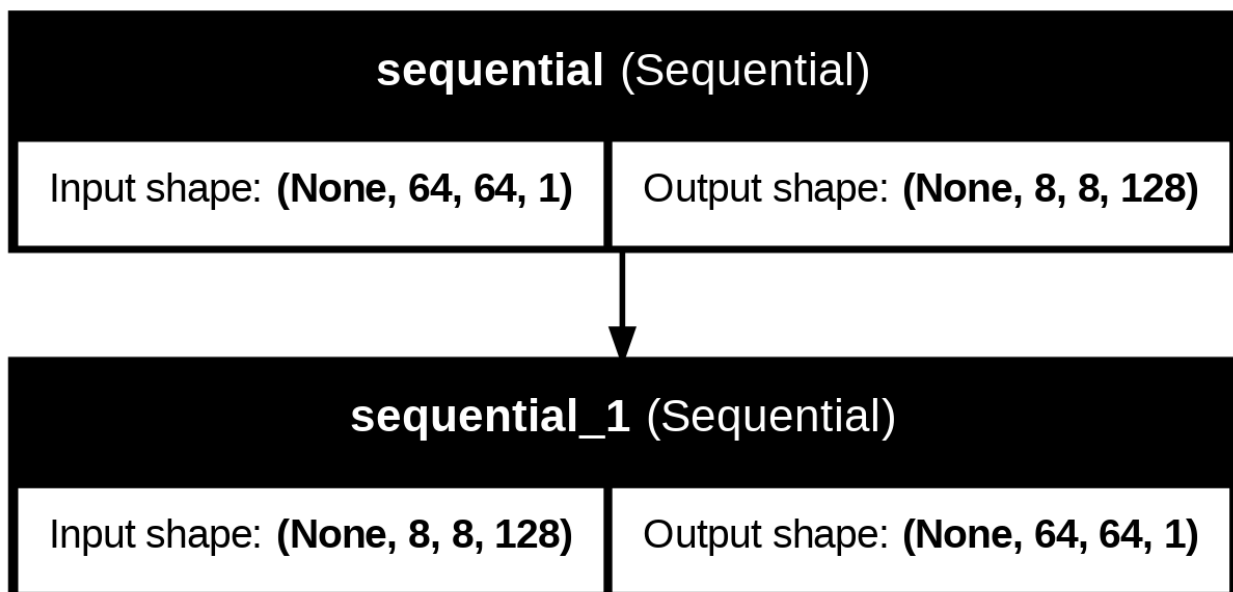 sequential (Sequential)
Input shape: (None, 64, 64, 1)
Output shape: (None, 8, 8, 128)
sequential_1 (Sequential)
Input shape: (None, 8, 8, 128)
Output shape: (None, 64, 64, 1)